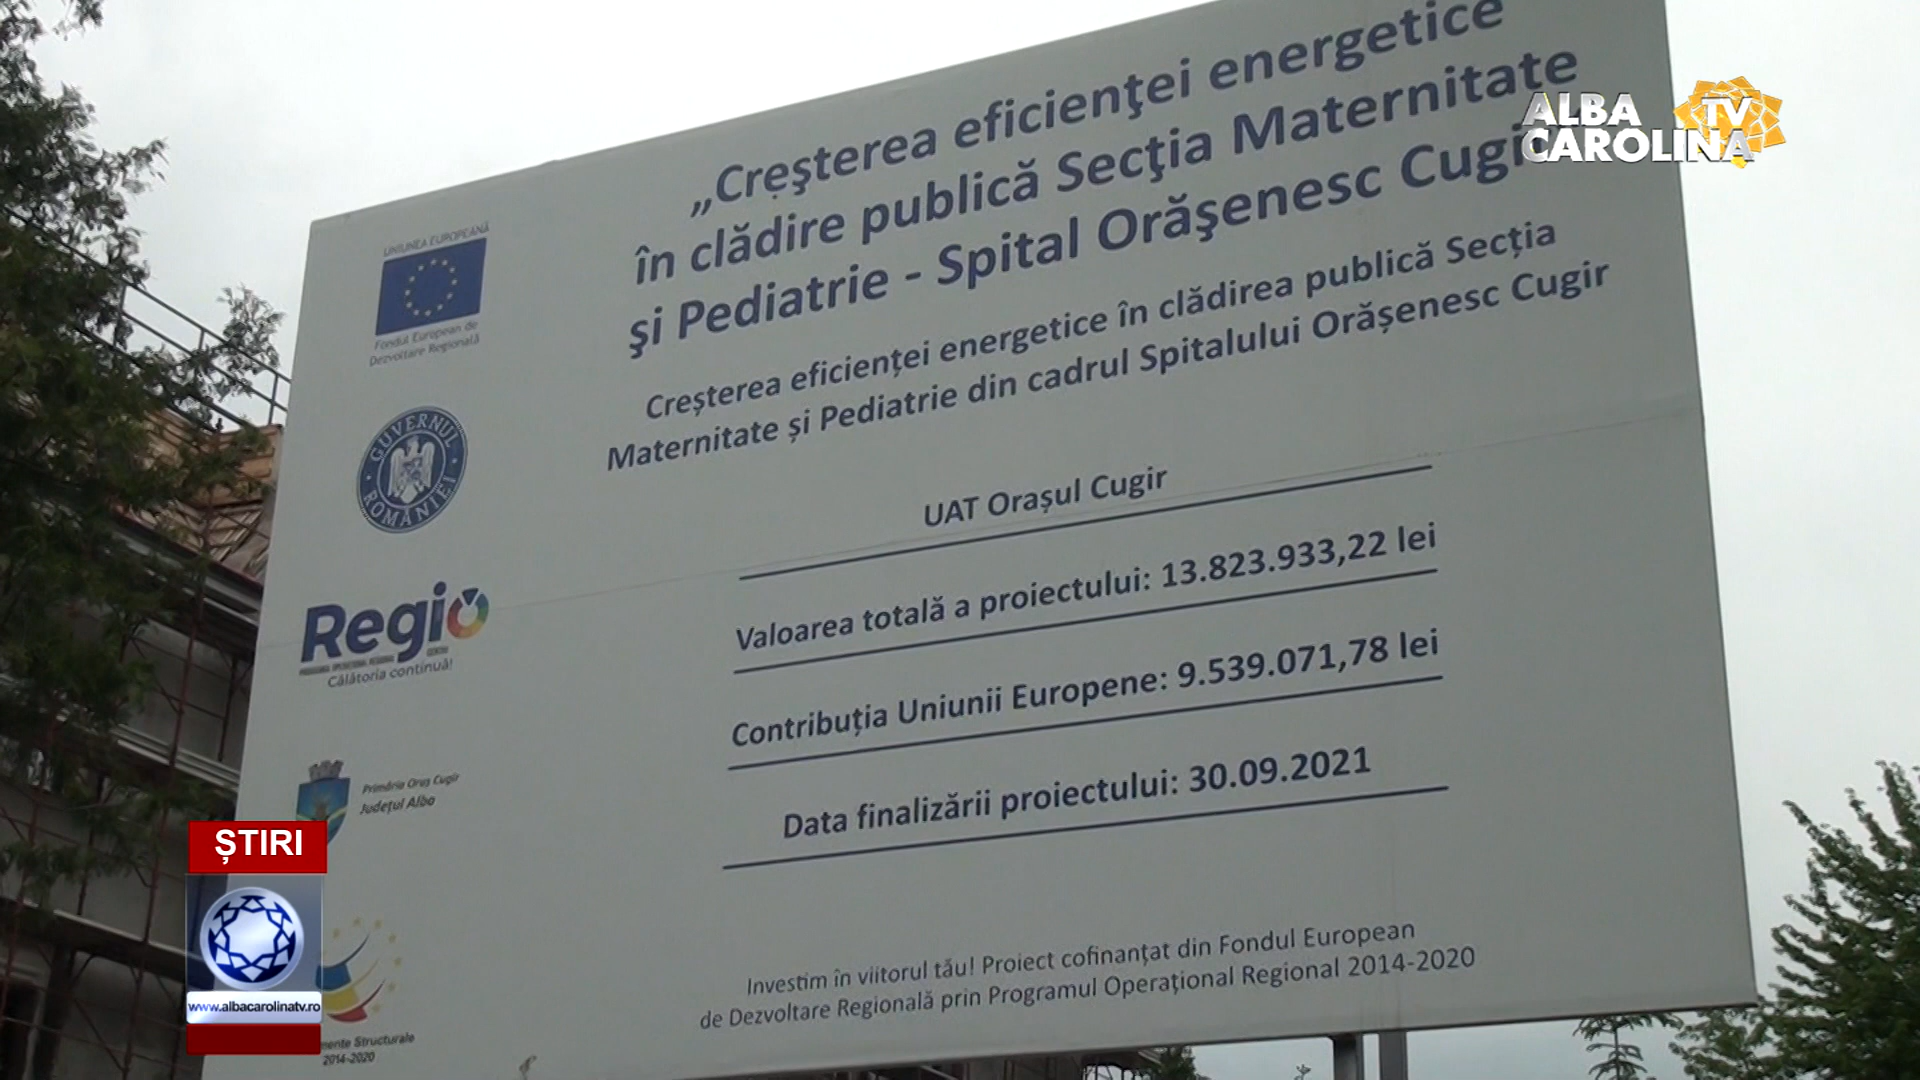 ALBA
CAROLINA
TV
„Creşterea eficienţei energetice
în clădire publică Secţia Maternitate
şi Pediatrie - Spital Orăşenesc Cugir
Creșterea eficienței energetice în clădirea publică Secția
Maternitate și Pediatrie din cadrul Spitalului Orășenesc Cugir
UAT Orașul Cugir
Valoarea totală a proiectului: 13.823.933,22 lei
Contribuția Uniunii Europene: 9.539.071,78 lei
Data finalizării proiectului: 30.09.2021
Investim în viitorul tău! Proiect cofinanțat din Fondul European
de Dezvoltare Regională prin Programul Operațional Regional 2014-2020
UNIUNEA EUROPEANĂ
Fondul European de
Dezvoltare Regională
GUVERNUL
ROMÂNIEI
Regio
PROGRAMUL OPERAȚIONAL REGIONAL
Călătoria continuă!
Primăria Oraș Cugir
Județul Alba
ȘTIRI
www.albacarolinatv.ro
Structurale
2014-2020